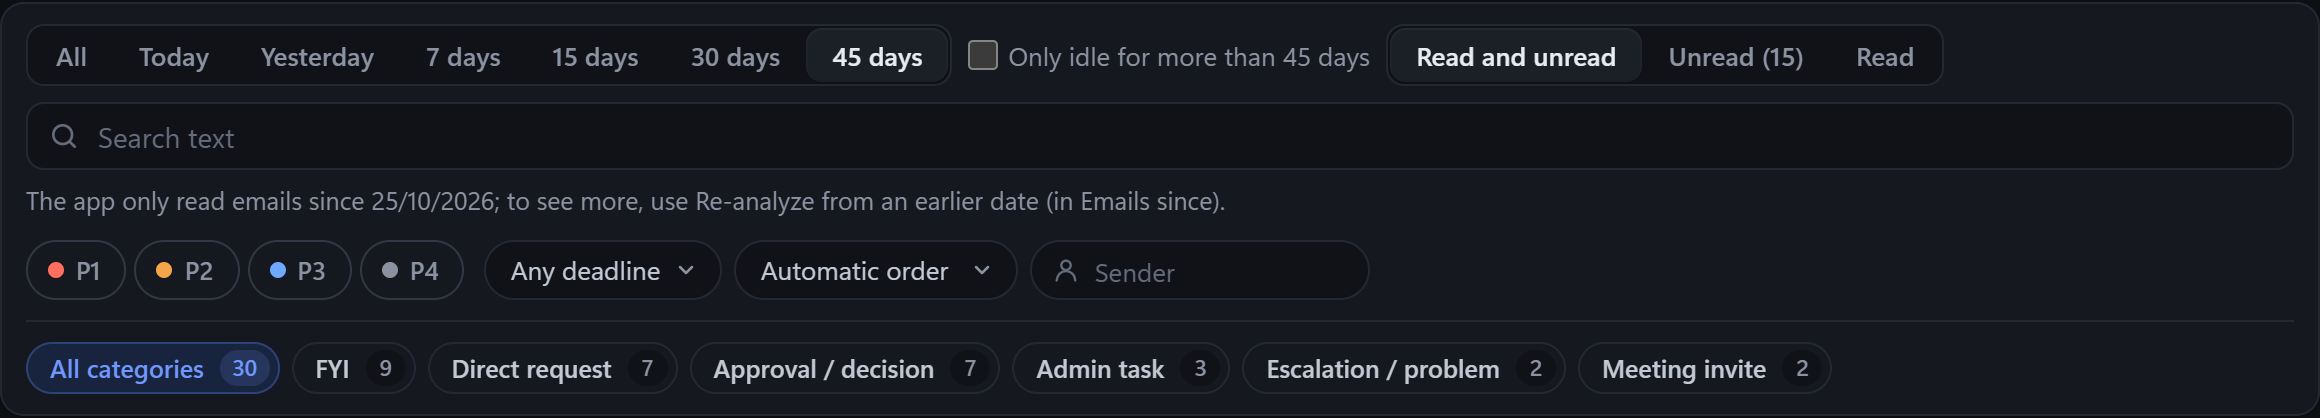 All Today Yesterday 7 days 15 days 30 days 45 days Only idle for more than 45 days Read and unread Unread (15) Read
Search text
The app only read emails since 25/10/2026; to see more, use Re-analyze from an earlier date (in Emails since).
P1 P2 P3 P4 Any deadline Automatic order Sender
All categories 30 FYI 9 Direct request 7 Approval / decision 7 Admin task 3 Escalation / problem 2 Meeting invite 2